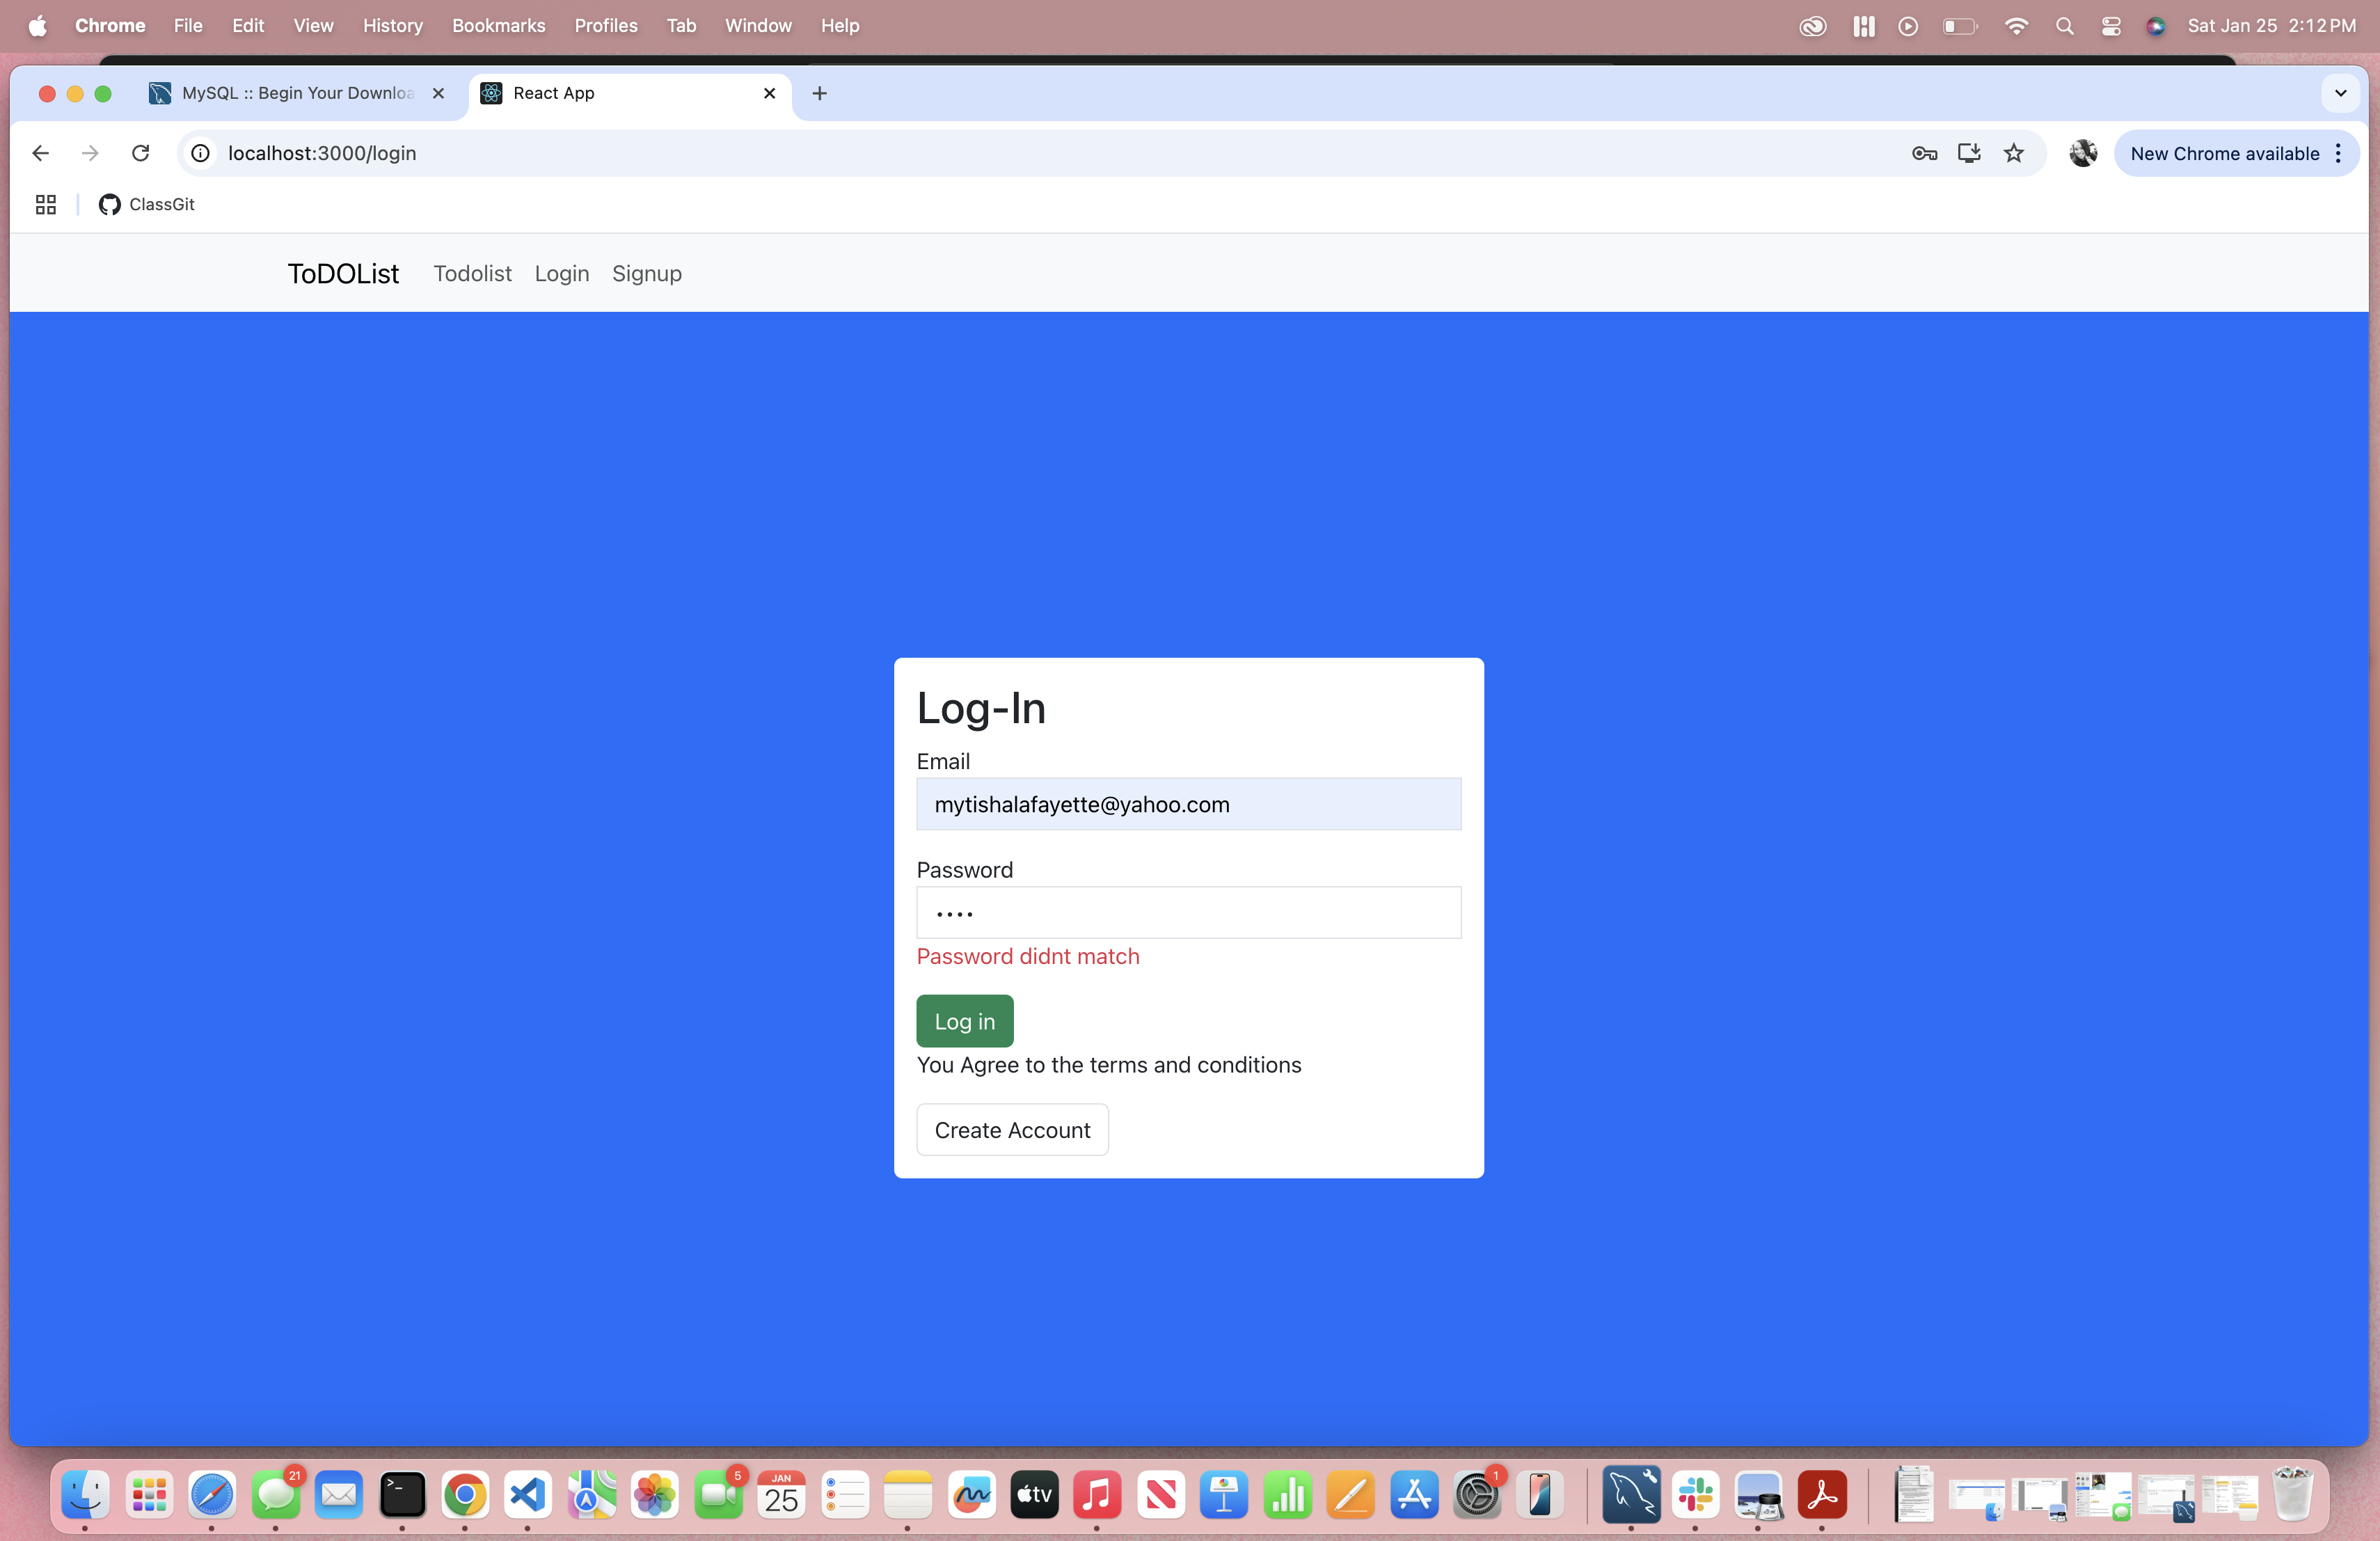 Chrome File Edit View History Bookmarks Profiles Tab Window Help Sat Jan 25 2:12 PM
MySQL :: Begin Your Downloa React App
localhost:3000/login New Chrome available
ClassGit
ToDOList Todolist Login Signup
Log-In
Email
mytishalafayette@yahoo.com
Password
••••
Password didnt match
Log in
You Agree to the terms and conditions
Create Account
21 5 JAN 25 tv 1